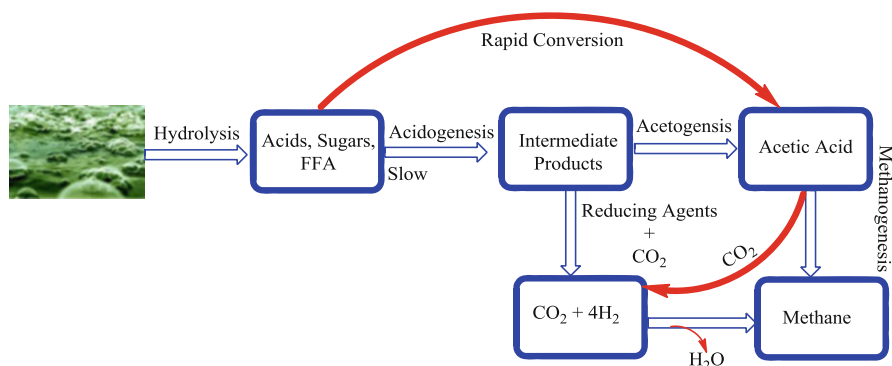 Rapid Conversion
Hydrolysis
Acids, Sugars,
FFA
Acidogenesis
Slow
Intermediate
Products
Acetogensis
Acetic Acid
Methanogenesis
Reducing Agents
+
CO₂
CO₂
CO₂ + 4H₂
H₂O
Methane